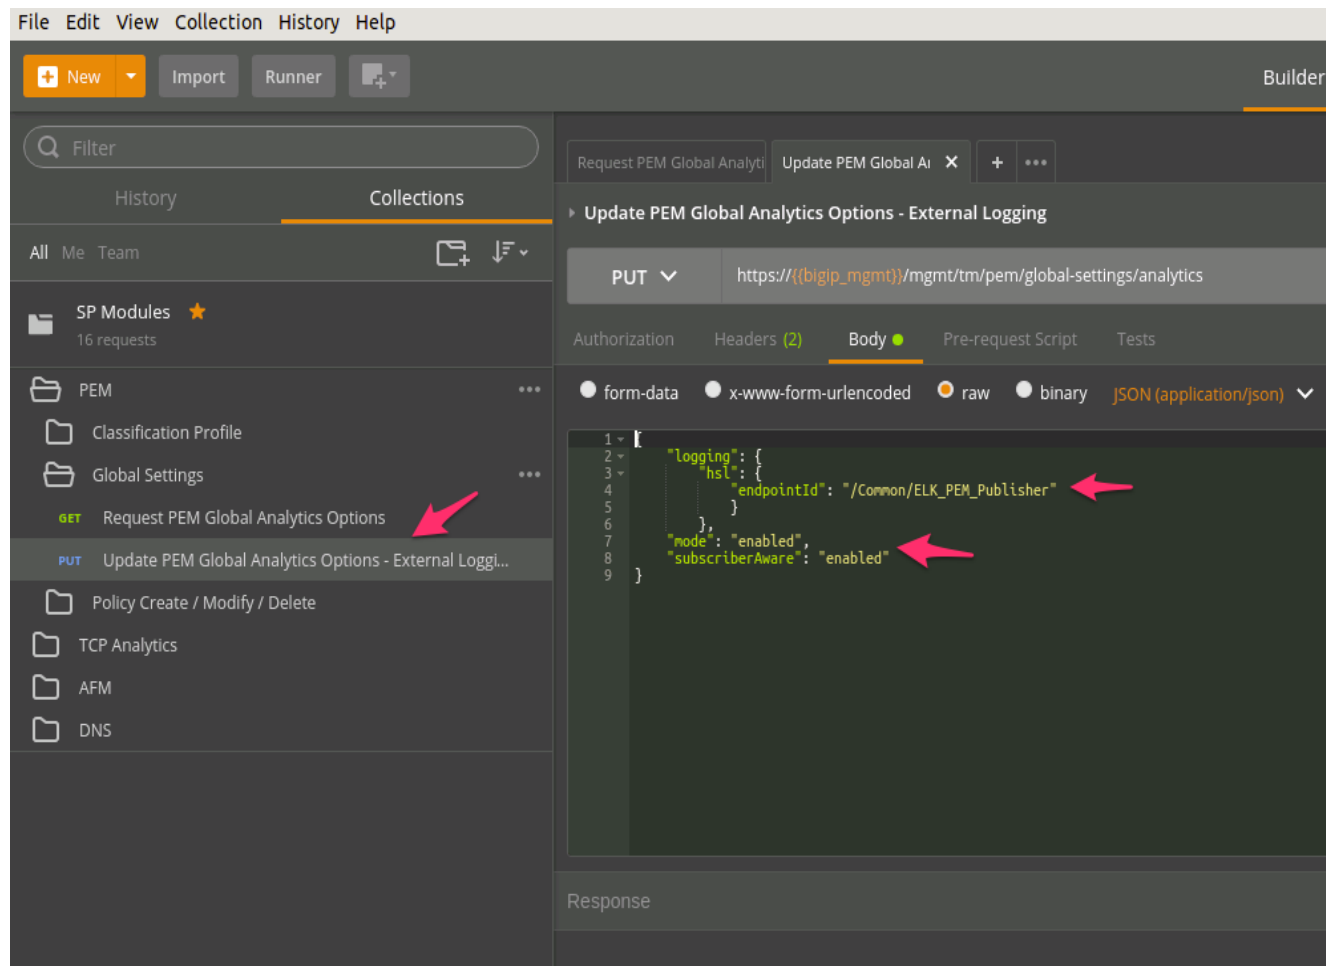 File Edit View Collection History Help
New Import Runner
Builder
Filter
History Collections
All Me Team
SP Modules
16 requests
PEM
Classification Profile
Global Settings
GET Request PEM Global Analytics Options
PUT Update PEM Global Analytics Options - External Loggi...
Policy Create / Modify / Delete
TCP Analytics
AFM
DNS
Request PEM Global Analyti Update PEM Global A
Update PEM Global Analytics Options - External Logging
PUT https://{{bigip_mgmt}}/mgmt/tm/pem/global-settings/analytics
Authorization Headers (2) Body Pre-request Script Tests
form-data x-www-form-urlencoded raw binary JSON (application/json)
1 {
2 "logging": {
3 "hsl": {
4 "endpointId": "/Common/ELK_PEM_Publisher"
5 }
6 },
7 "mode": "enabled",
8 "subscriberAware": "enabled"
9 }
Response